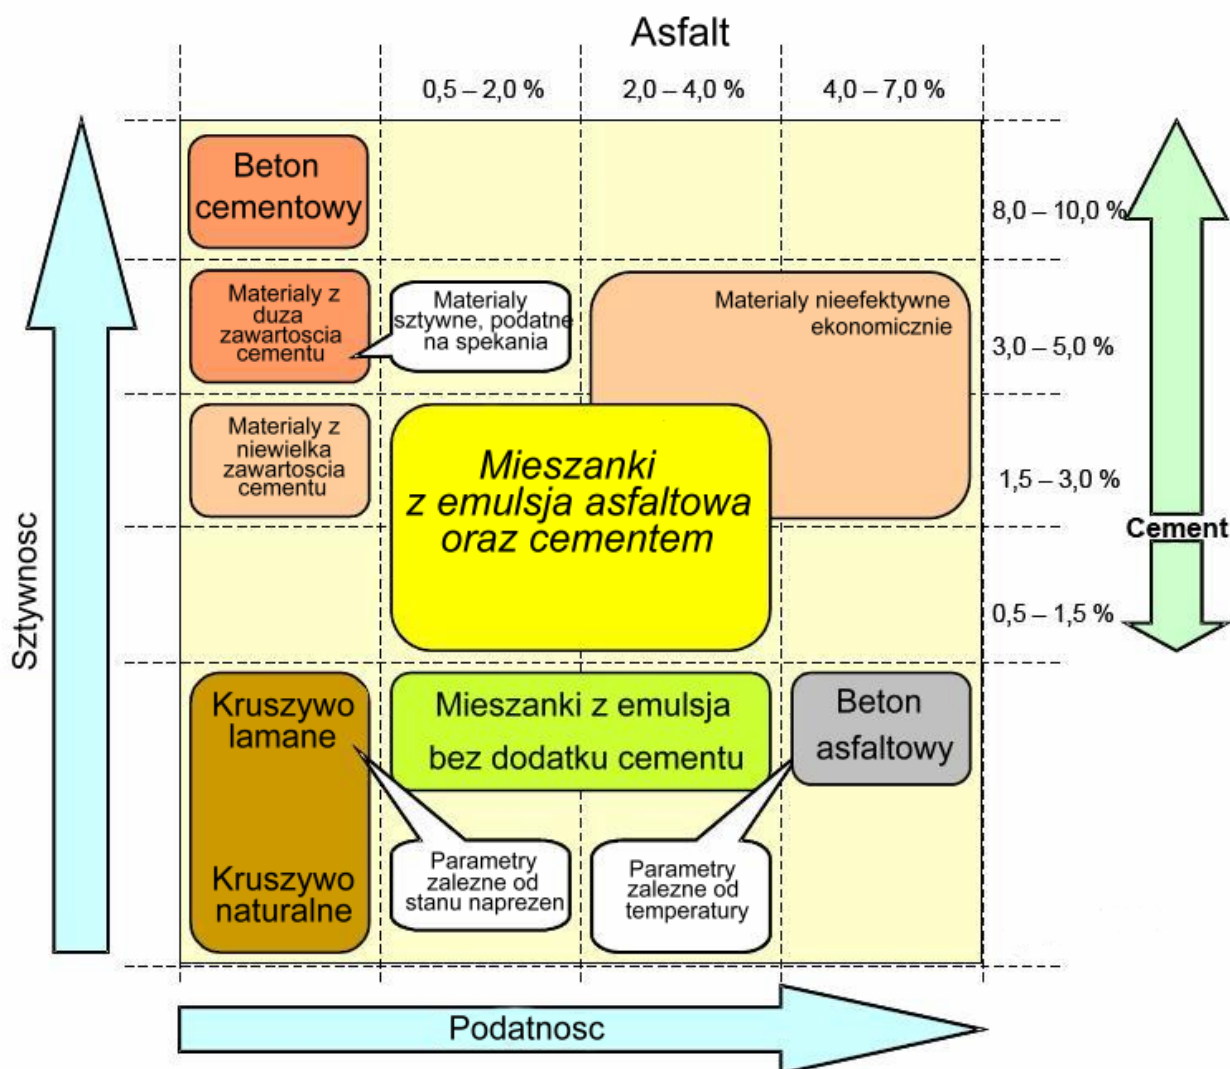 Asfalt
0,5 – 2,0 %
2,0 – 4,0 %
4,0 – 7,0 %
Beton
cementowy
8,0 – 10,0 %
Materialy z
duza
zawartoscia
cementu
Materialy
sztywne, podatne
na spekania
Materialy nieefektywne
ekonomicznie
3,0 – 5,0 %
Materialy z
niewielka
zawartoscia
cementu
Mieszanki
z emulsja asfaltowa
oraz cementem
1,5 – 3,0 %
Cement
0,5 – 1,5 %
Sztywnosc
Kruszywo
lamane
Mieszanki z emulsja
bez dodatku cementu
Beton
asfaltowy
Kruszywo
naturalne
Parametry
zalezne od
stanu naprezen
Parametry
zalezne od
temperatury
Podatnosc